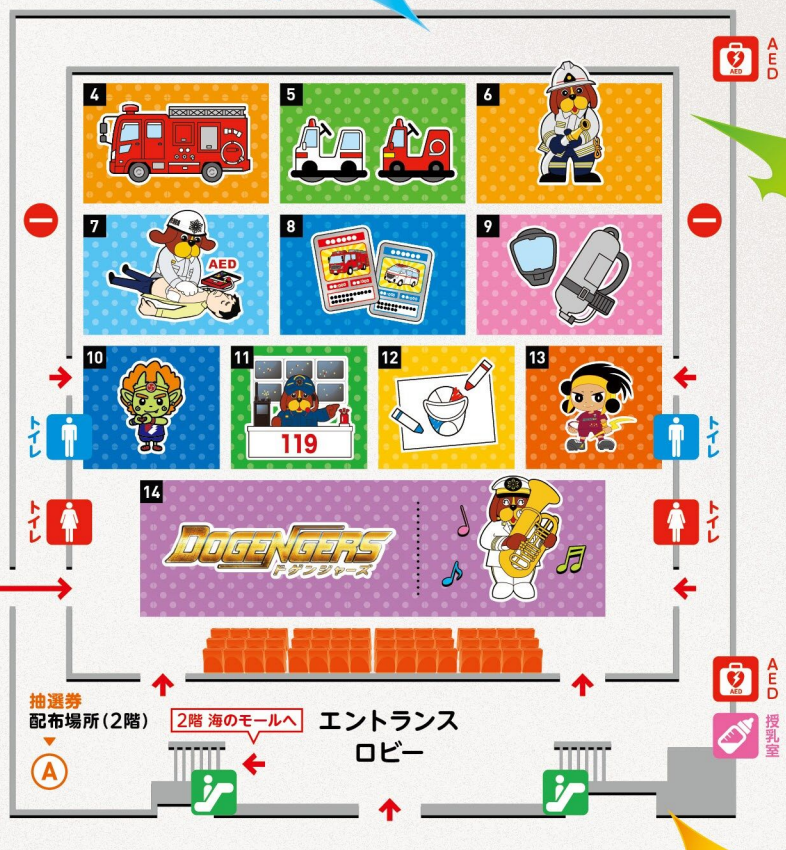 AED
AED
4
5
6
7
AED
8
9
10
11
119
12
13
トイレ
トイレ
トイレ
トイレ
14
DOGENGERS
ドゲンジャーズ
抽選券
配布場所(2階)
A
2階 海のモールへ
エントランス
ロビー
AED
AED
授乳室